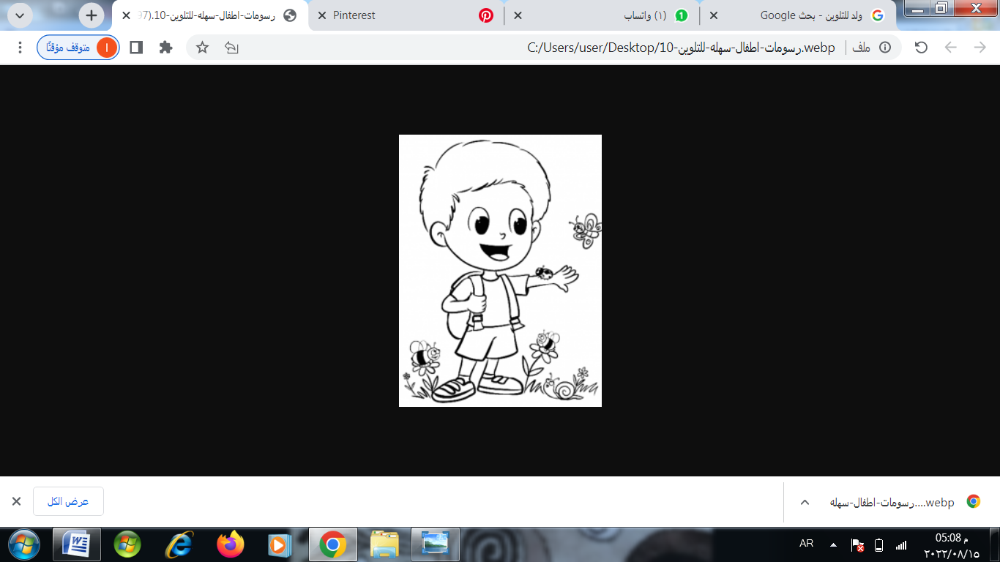 ولد للتلوين - بحث Google
(١) واتساب
Pinterest
رسومات-اطفال-سهله-للتلوين-10.(97
ملف
C:/Users/user/Desktop/رسومات-اطفال-سهله-للتلوين-10.webp
متوقف مؤقتًا
رسومات-اطفال-سهله....webp
عرض الكل
AR
05:08 م
٢٠٢٢/٠٨/١٥